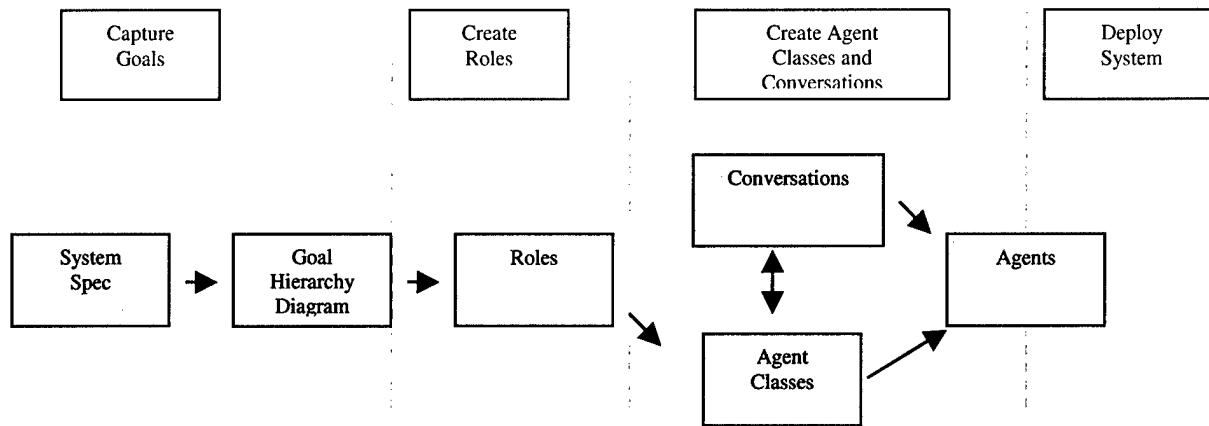 Capture
Goals
Create
Roles
Create Agent
Classes and
Conversations
Deploy
System
Conversations
System
Spec
Goal
Hierarchy
Diagram
Roles
Agents
Agent
Classes